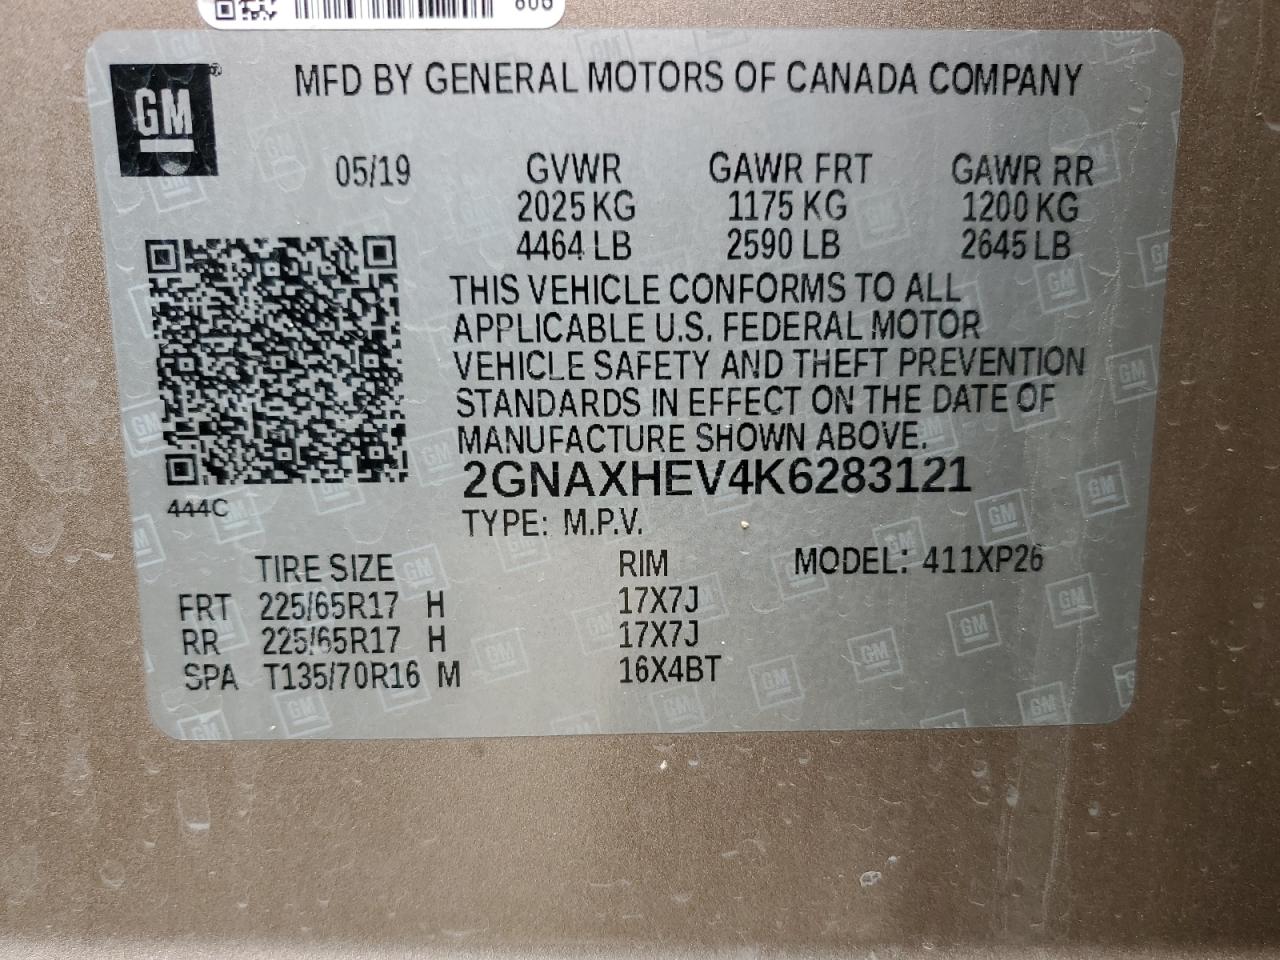 808
GM
MFD BY GENERAL MOTORS OF CANADA COMPANY
05/19 GVWR GAWR FRT GAWR RR
2025 KG 1175 KG 1200 KG
4464 LB 2590 LB 2645 LB
THIS VEHICLE CONFORMS TO ALL
APPLICABLE U.S. FEDERAL MOTOR
VEHICLE SAFETY AND THEFT PREVENTION
STANDARDS IN EFFECT ON THE DATE OF
MANUFACTURE SHOWN ABOVE.
2GNAXHEV4K6283121
444C
TYPE: M.P.V.
TIRE SIZE RIM MODEL: 411XP26
FRT 225/65R17 H 17X7J
RR 225/65R17 H 17X7J
SPA T135/70R16 M 16X4BT